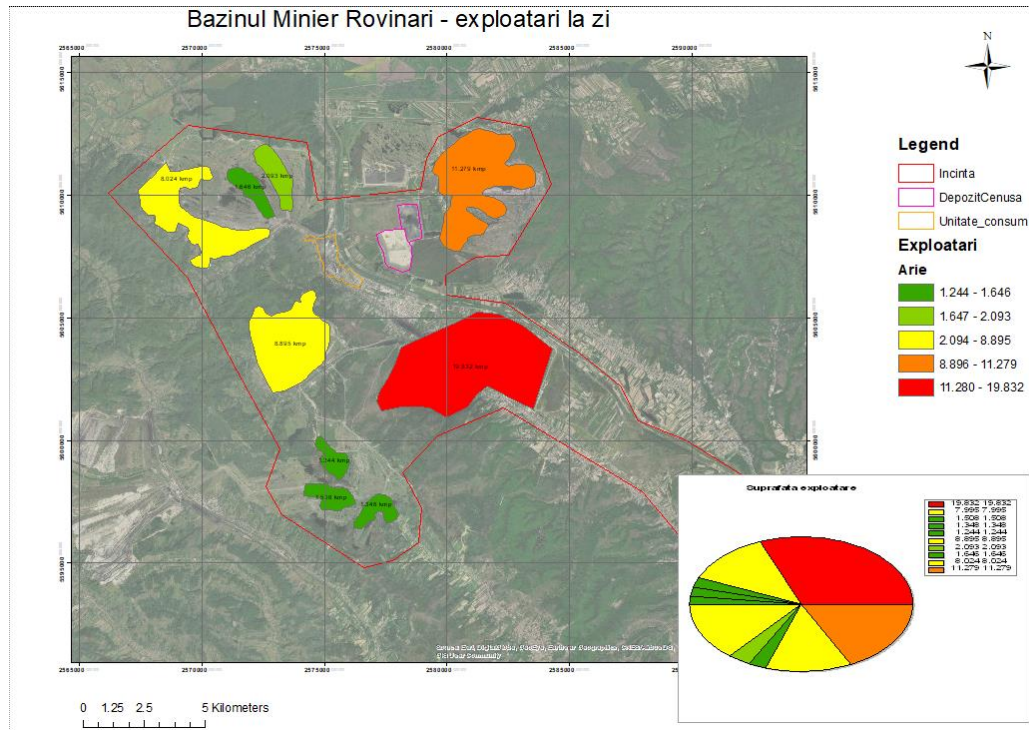 Bazinul Minier Rovinari - exploatari la zi
N
2565000
2570000
2575000
2580000
2585000
2590000
8.024 kmp
1.646 kmp
2.093 kmp
11.279 kmp
8.895 kmp
19.832 kmp
1.244 kmp
1.348 kmp
Legend
Incinta
DepozitCenusa
Unitate_consum
Exploatari
Arie
1.244 - 1.646
1.647 - 2.093
2.094 - 8.895
8.896 - 11.279
11.280 - 19.832
Suprafata exploatare
19.832 19.832
7.995 7.995
1.508 1.508
1.348 1.348
1.244 1.244
8.895 8.895
2.093 2.093
1.646 1.646
8.024 8.024
11.279 11.279
2565000
2570000
2575000
2580000
0 1.25 2.5 5 Kilometers